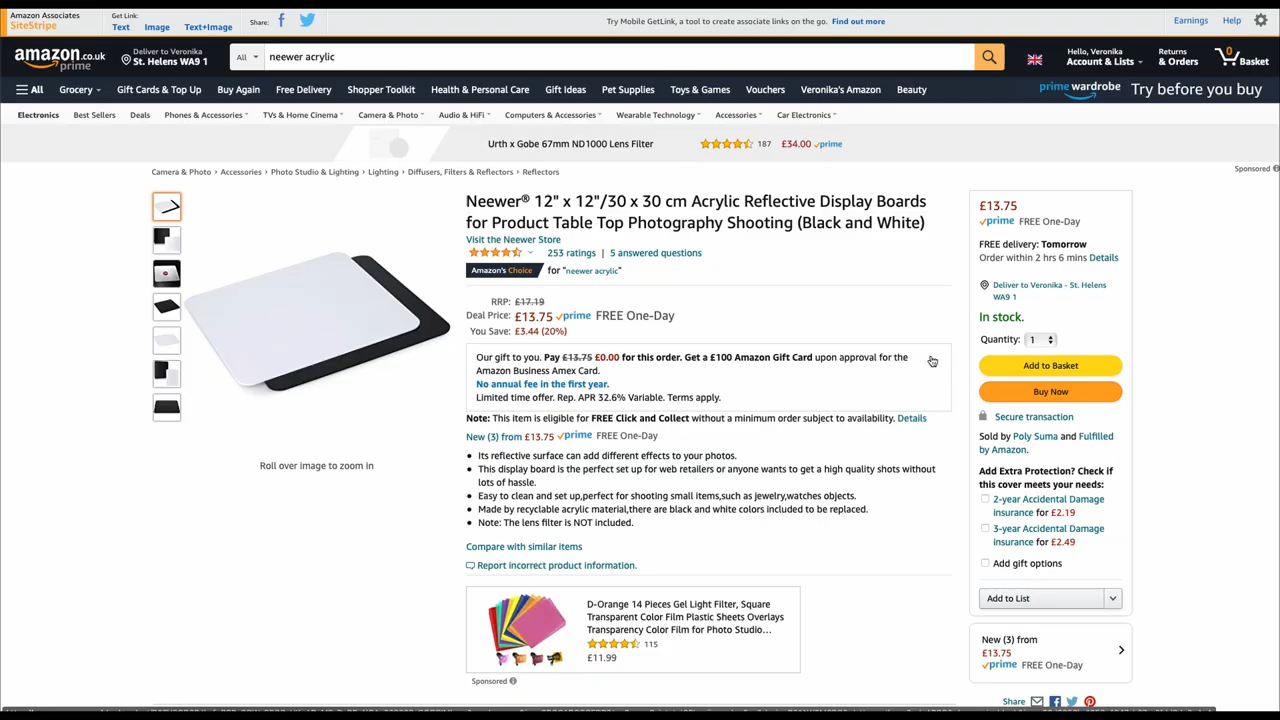 Amazon Associates
SiteStripe
Get Link:
Text Image Text+Image
Share:
Try Mobile GetLink, a tool to create associate links on the go. Find out more
Earnings Help
amazon.co.uk
prime
Deliver to Veronika
St. Helens WA9 1
All
neewer acrylic
Hello, Veronika
Account & Lists
Returns
& Orders
0
Basket
All Grocery Gift Cards & Top Up Buy Again Free Delivery Shopper Toolkit Health & Personal Care Gift Ideas Pet Supplies Toys & Games Vouchers Veronika's Amazon Beauty
prime wardrobe Try before you buy
Electronics Best Sellers Deals Phones & Accessories TVs & Home Cinema Camera & Photo Audio & HiFi Computers & Accessories Wearable Technology Accessories Car Electronics
Urth x Gobe 67mm ND1000 Lens Filter 187 £34.00 prime
Sponsored
Camera & Photo › Accessories › Photo Studio & Lighting › Lighting › Diffusers, Filters & Reflectors › Reflectors
Roll over image to zoom in
Neewer® 12" x 12"/30 x 30 cm Acrylic Reflective Display Boards
for Product Table Top Photography Shooting (Black and White)
Visit the Neewer Store
253 ratings | 5 answered questions
Amazon's Choice for "neewer acrylic"
RRP: £17.19
Deal Price: £13.75 prime FREE One-Day
You Save: £3.44 (20%)
Our gift to you. Pay £13.75 £0.00 for this order. Get a £100 Amazon Gift Card upon approval for the
Amazon Business Amex Card.
No annual fee in the first year.
Limited time offer. Rep. APR 32.6% Variable. Terms apply.
Note: This item is eligible for FREE Click and Collect without a minimum order subject to availability. Details
New (3) from £13.75 prime FREE One-Day
• Its reflective surface can add different effects to your photos.
• This display board is the perfect set up for web retailers or anyone wants to get a high quality shots without
lots of hassle.
• Easy to clean and set up,perfect for shooting small items,such as jewelry,watches objects.
• Made by recyclable acrylic material,there are black and white colors included to be replaced.
• Note: The lens filter is NOT included.
Compare with similar items
Report incorrect product information.
D-Orange 14 Pieces Gel Light Filter, Square
Transparent Color Film Plastic Sheets Overlays
Transparency Color Film for Photo Studio...
115
£11.99
Sponsored
£13.75
prime FREE One-Day
FREE delivery: Tomorrow
Order within 2 hrs 6 mins Details
Deliver to Veronika - St. Helens
WA9 1
In stock.
Quantity: 1
Add to Basket
Buy Now
Secure transaction
Sold by Poly Suma and Fulfilled
by Amazon.
Add Extra Protection? Check if
this cover meets your needs:
2-year Accidental Damage
insurance for £2.19
3-year Accidental Damage
insurance for £2.49
Add gift options
Add to List
New (3) from
£13.75
prime FREE One-Day
Share